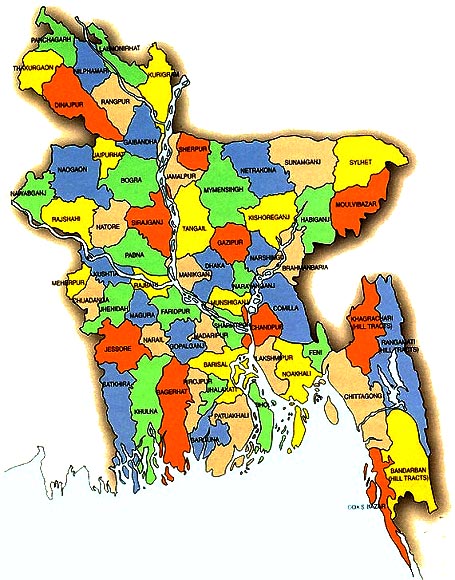 PANCHAGARH
LALMONIRHAT
THAKURGAON
NILPHAMARI
KURIGRAM
DIHAJPUR
RANGPUR
GAIBANDHA
JAIPURHAT
SHERPUR
NAOGAON
BOGRA
JAMALPUR
NETRAKONA
SUNAMGANJ
SYLHET
NAWABGANJ
MYMENSINGH
MOULVIBAZAR
RAJSHAHI
NATORE
SIRAJGANJ
TANGAIL
KISHOREGANJ
HABIGANJ
PABNA
GAZIPUR
NARSHINGDI
BRAHMANBARIA
MEHERPUR
KUSHTIA
DHAKA
MANIKGANJ
RAJBARI
NARAYANGANJ
CHUADANGA
JHENIDAH
MAGURA
FARIDPUR
MUNSHIGANJ
COMILLA
SHARIATPUR
CHANDPUR
JESSORE
NARAIL
GOPALGANJ
MADARIPUR
KHAGRACHARI
(HILL TRACTS)
RANGAMATI
(HILL TRACTS)
BARISAL
LAKSHMIPUR
FENI
NOAKHALI
SATKHIRA
KHULKA
BAGERHAT
PIROJPUR
JHALAKATI
CHITTAGONG
PATUAKHALI
BARGUNA
BANDARBAN
(HILL TRACTS)
COX'S BAZAR